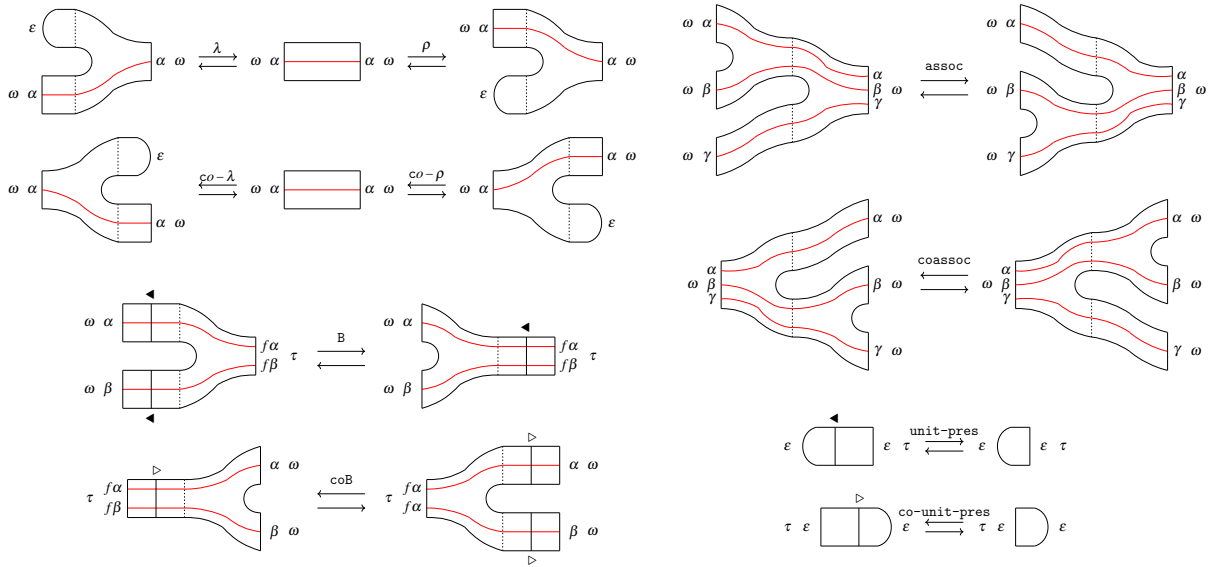 ε
ω α α ω
λ
ω α α ω
ρ
ω α
ε
α ω
ω α
ε
α ω
co−λ
ω α α ω
co−ρ
ω α
α ω
ε
ω α
ω β
ω γ
α
β ω
γ
assoc
ω α
ω β
ω γ
α
β ω
γ
α
ω β
γ
α ω
β ω
γ ω
coassoc
α
ω β
γ
α ω
β ω
γ ω
◀
ω α
ω β
fα
fβ
τ
◀
B
ω α
ω β
◀
fα
fβ
τ
▷
τ
fα
fβ
α ω
β ω
coB
▷
τ
fα
fα
α ω
β ω
▷
◀
ε ε τ
unit-pres
ε ε τ
▷
τ ε ε
co-unit-pres
τ ε ε